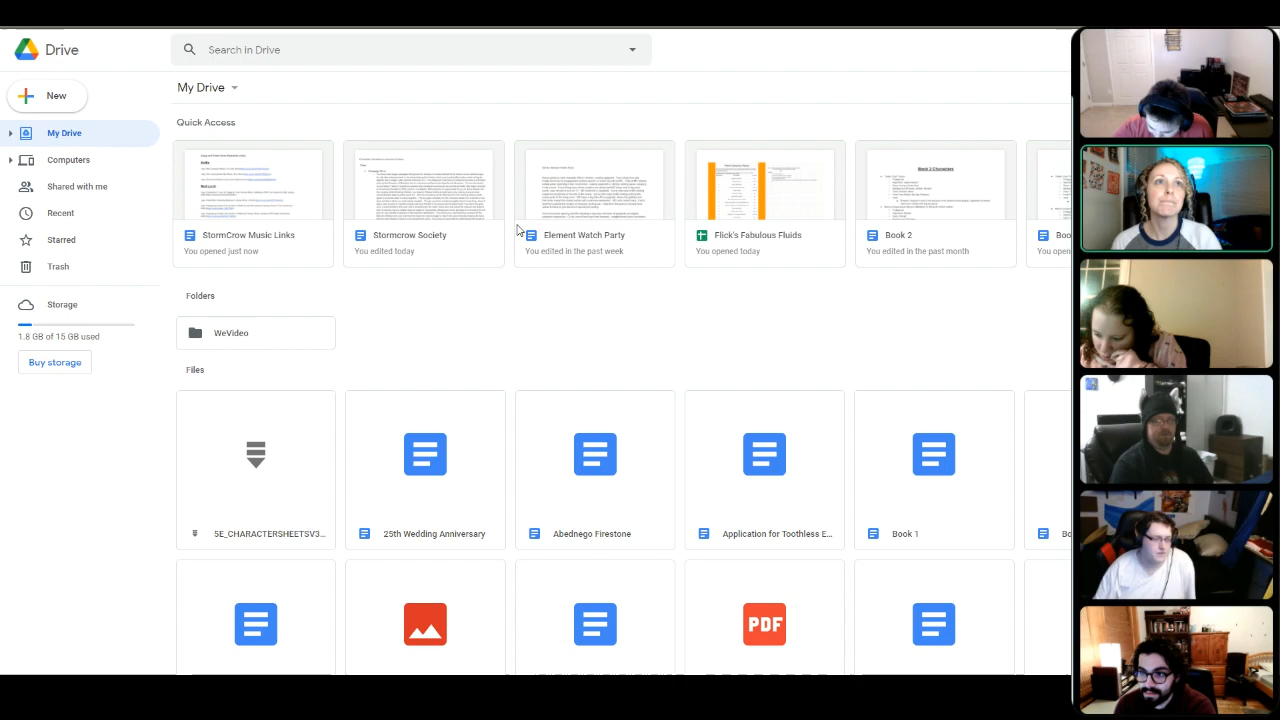 Drive
Search in Drive
New
My Drive
Computers
Shared with me
Recent
Starred
Trash
Storage
1.8 GB of 15 GB used
Buy storage
My Drive
Quick Access
Book 2 Characters
StormCrow Music Links
You opened just now
Stormcrow Society
You edited today
Element Watch Party
You edited in the past week
Flick's Fabulous Fluids
You opened today
Book 2
You edited in the past month
Boo
You open
Folders
WeVideo
Files
5E_CHARACTERSHEETSV3...
25th Wedding Anniversary
Abednego Firestone
Application for Toothless E...
Book 1
Bo
PDF